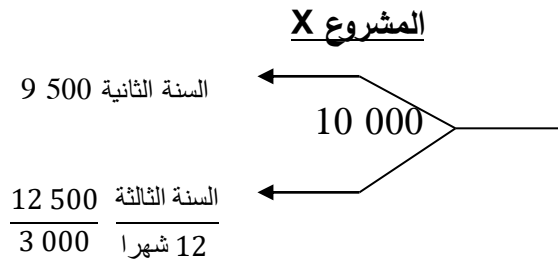 المشروع X
السنة الثانية 500 9
10 000
السنة الثالثة 12 500
12 شهرا 3 000